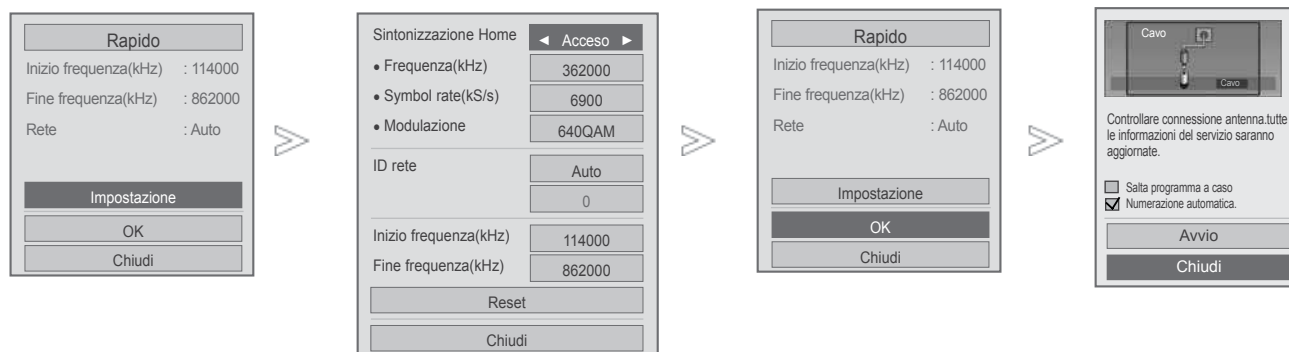 Rapido
Inizio frequenza(kHz) : 114000
Fine frequenza(kHz) : 862000
Rete : Auto
Impostazione
OK
Chiudi
Sintonizzazione Home ◄ Acceso ►
• Frequenza(kHz) 362000
• Symbol rate(kS/s) 6900
• Modulazione 640QAM
ID rete Auto
0
Inizio frequenza(kHz) 114000
Fine frequenza(kHz) 862000
Reset
Chiudi
Rapido
Inizio frequenza(kHz) : 114000
Fine frequenza(kHz) : 862000
Rete : Auto
Impostazione
OK
Chiudi
Cavo
Cavo
Controllare connessione antenna.tutte
le informazioni del servizio saranno
aggiornate.
Salta programma a caso
Numerazione automatica.
Avvio
Chiudi